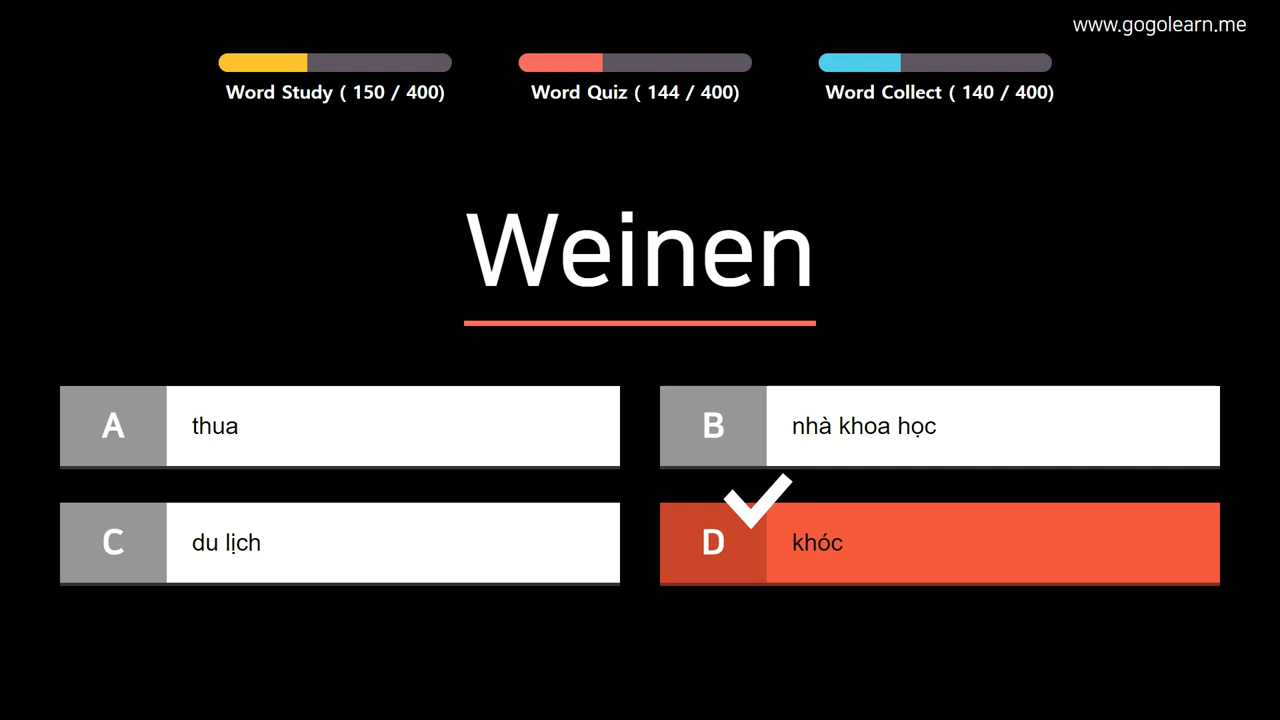 www.gogolearn.me
Word Study ( 150 / 400)
Word Quiz ( 144 / 400)
Word Collect ( 140 / 400)
Weinen
A
thua
B
nhà khoa học
C
du lịch
D
khóc